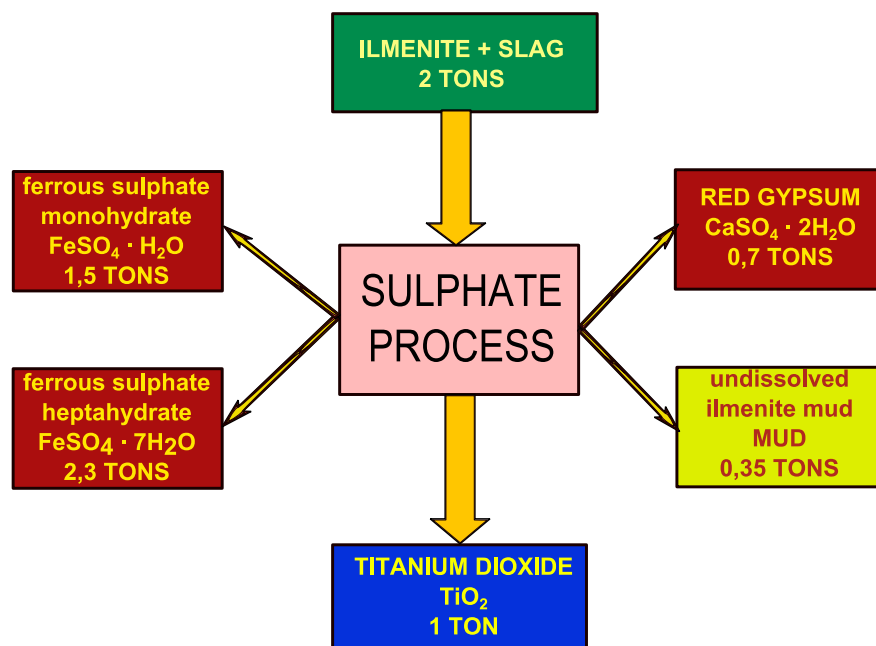 ILMENITE + SLAG
2 TONS
ferrous sulphate
monohydrate
FeSO₄ · H₂O
1,5 TONS
RED GYPSUM
CaSO₄ · 2H₂O
0,7 TONS
SULPHATE
PROCESS
ferrous sulphate
heptahydrate
FeSO₄ · 7H₂O
2,3 TONS
undissolved
ilmenite mud
MUD
0,35 TONS
TITANIUM DIOXIDE
TiO₂
1 TON